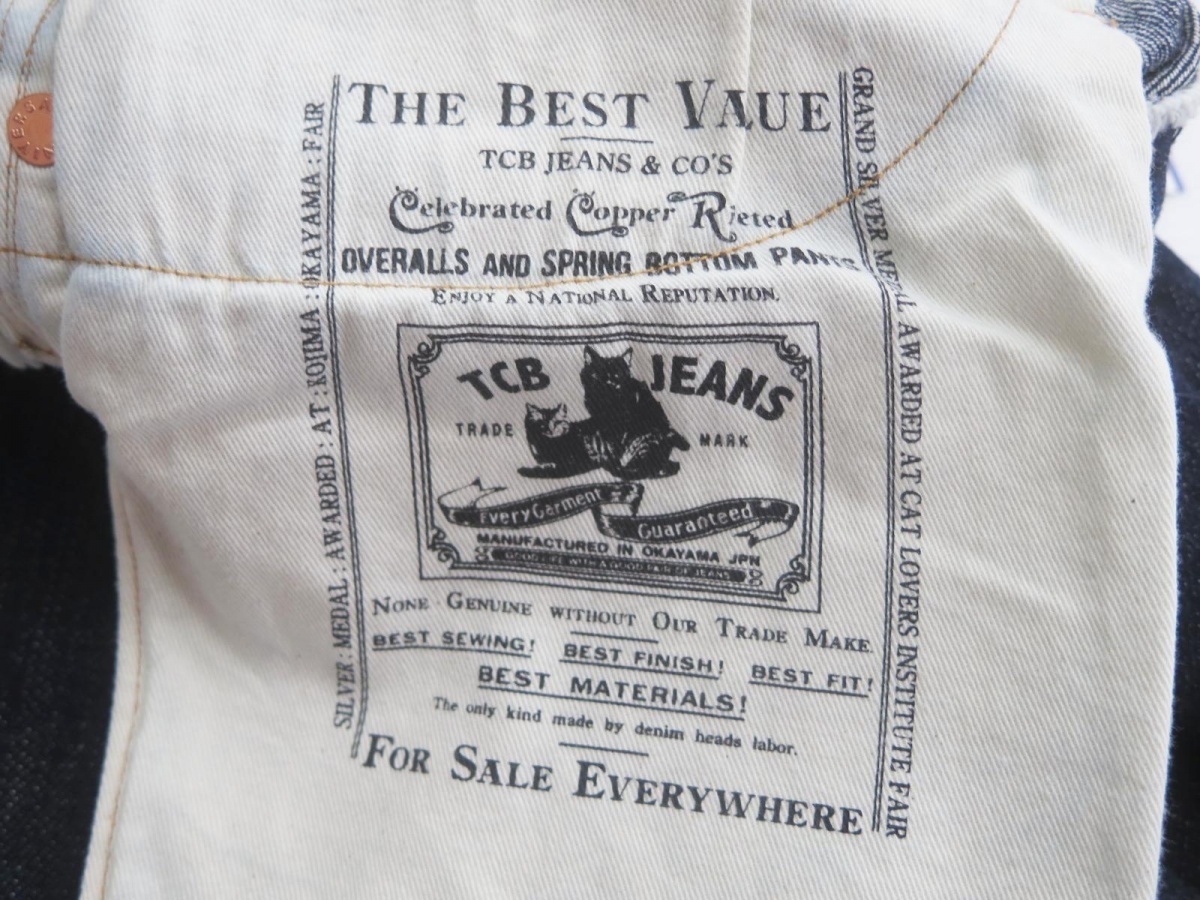 THE BEST VAUE
TCB JEANS & CO'S
Celebrated Copper Rieted
OVERALLS AND SPRING BOTTOM PANTS
ENJOY A NATIONAL REPUTATION.
TCB JEANS
TRADE MARK
Every Garment
Guaranteed
MANUFACTURED IN OKAYAMA JPN
NONE GENUINE WITHOUT OUR TRADE MAKE
BEST SEWING! BEST FINISH! BEST FIT!
BEST MATERIALS!
The only kind made by denim heads labor.
FOR SALE EVERYWHERE
SILVER : MEDAL : AWARDED : AT : KOJIMA : OKAYAMA : FAIR
GRAND SILVER MEDAL AWARDED AT CAT LOVERS INSTITUTE FAIR